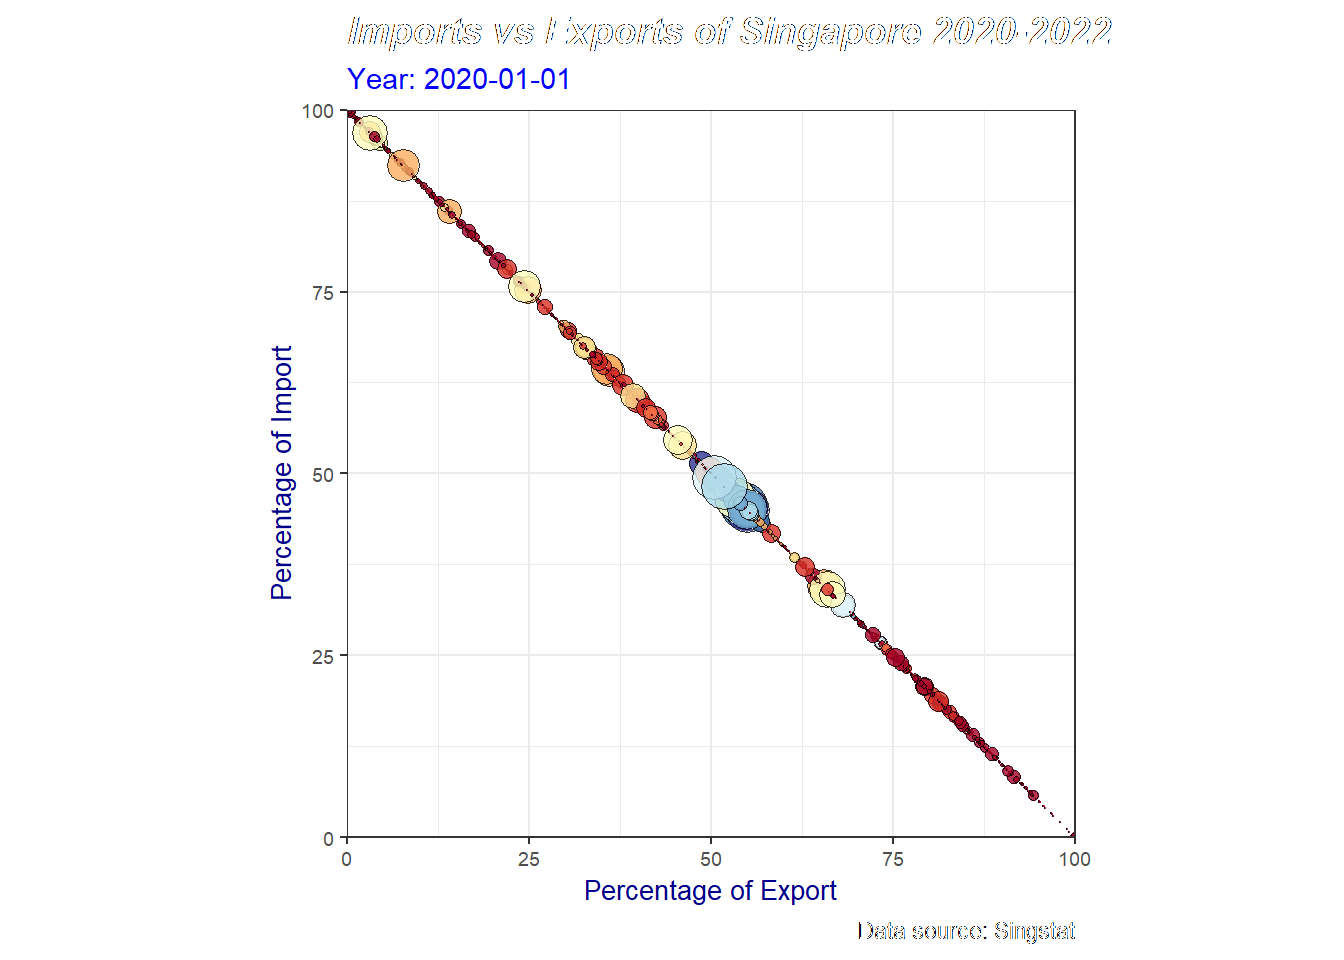 Imports vs Exports of Singapore 2020-2022
Year: 2020-01-01
100
75
50
25
0
Percentage of Import
0 25 50 75 100
Percentage of Export
Data source: Singstat